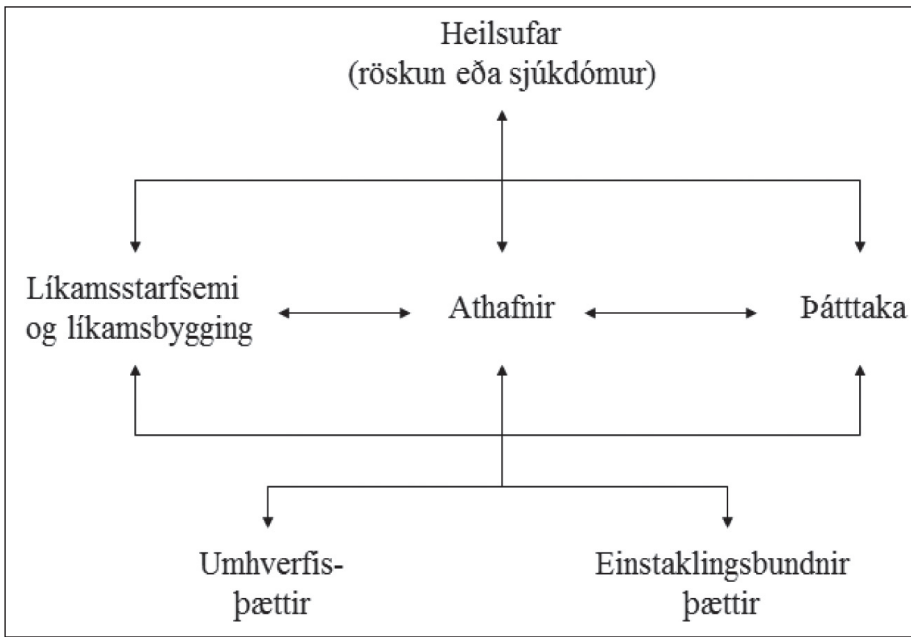 Heilsufar
(röskun eða sjúkdómur)
Líkamsstarfsemi
og líkamsbygging
Athafnir
Þátttaka
Umhverfis-
þættir
Einstaklingsbundnir
þættir